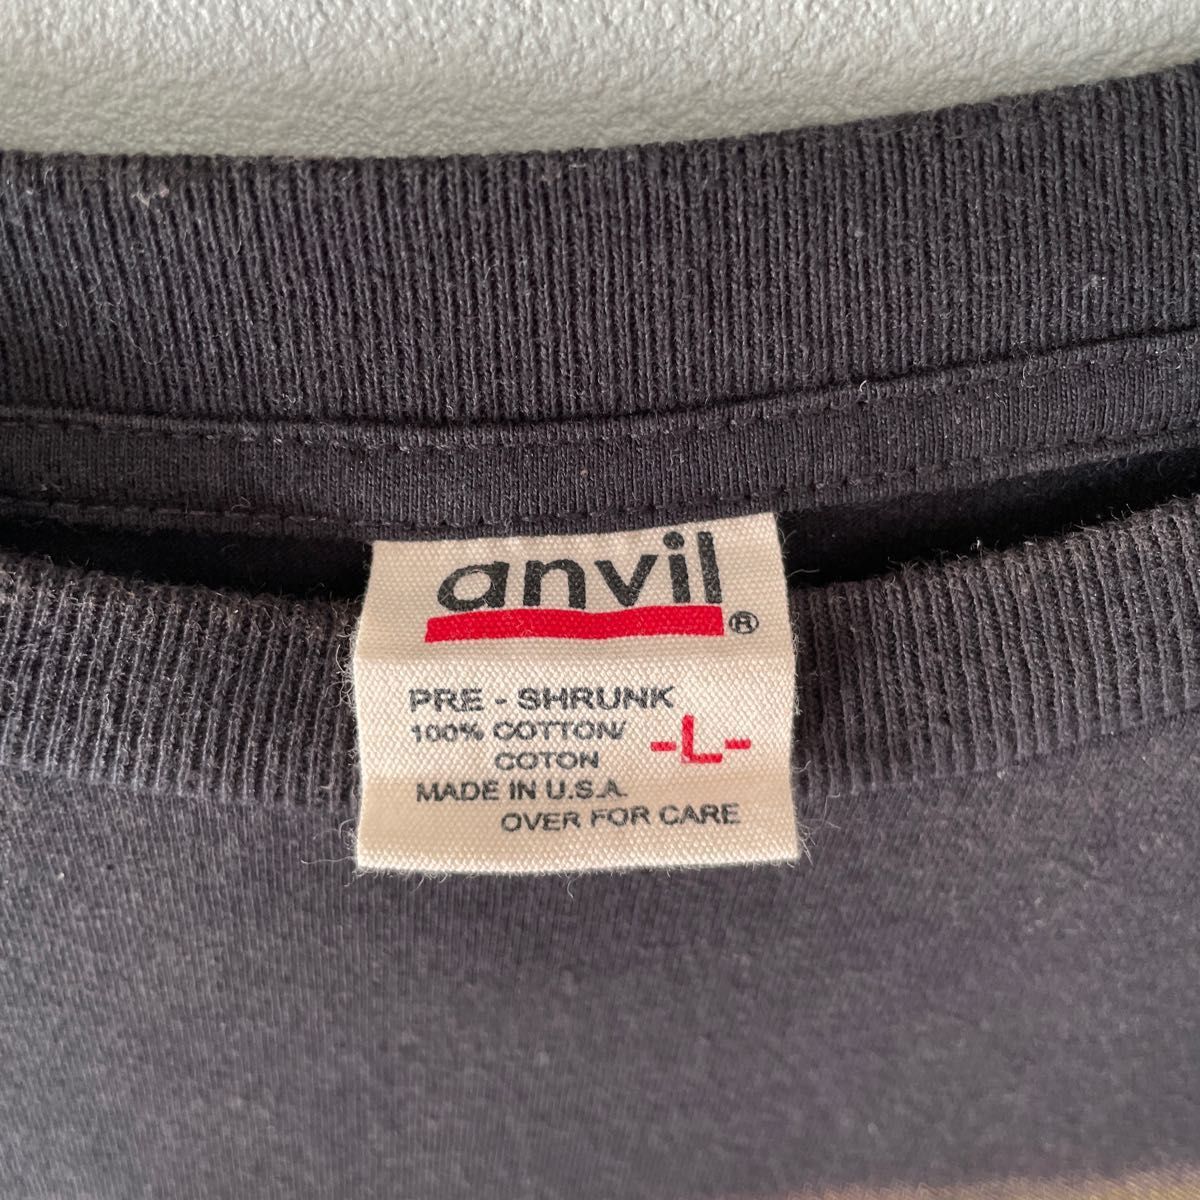 anvil®
PRE - SHRUNK
100% COTTON/
COTON
-L-
MADE IN U.S.A.
OVER FOR CARE